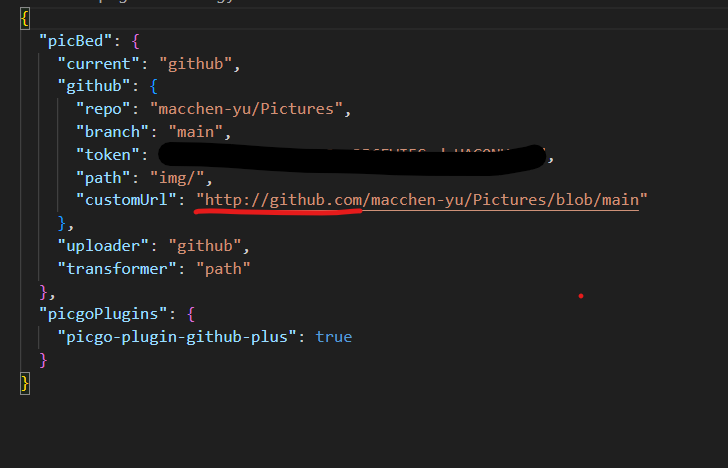 {
"picBed": {
"current": "github",
"github": {
"repo": "macchen-yu/Pictures",
"branch": "main",
"token":
"path": "img/",
"customUrl": "http://github.com/macchen-yu/Pictures/blob/main"
},
"uploader": "github",
"transformer": "path"
},
"picgoPlugins": {
"picgo-plugin-github-plus": true
}
}